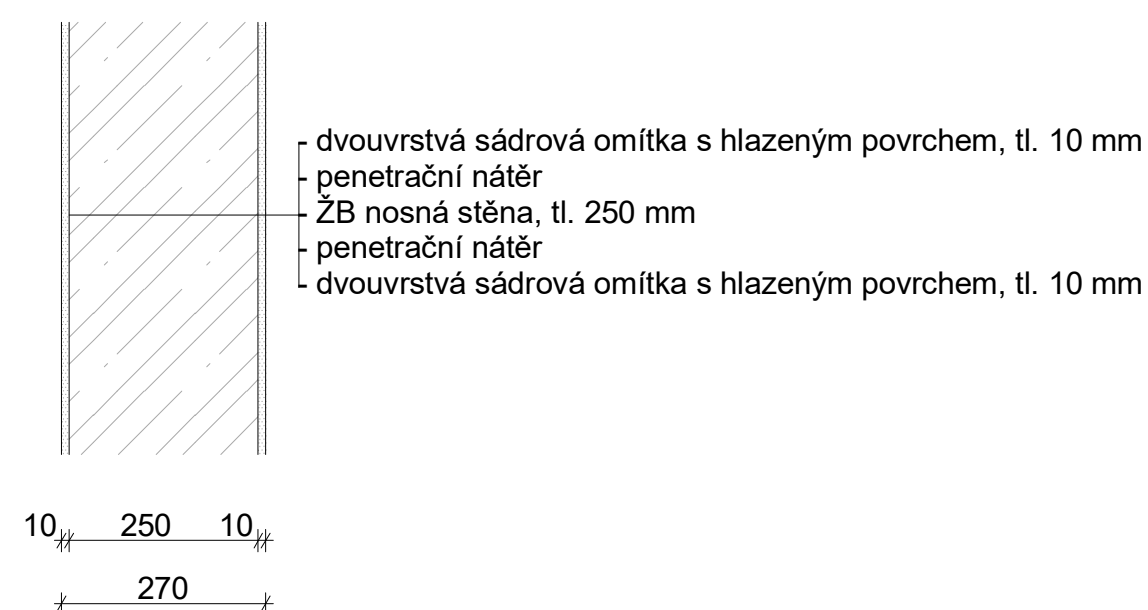 - dvouvrstvá sádrová omítka s hlazeným povrchem, tl. 10 mm
- penetrační nátěr
- ŽB nosná stěna, tl. 250 mm
- penetrační nátěr
- dvouvrstvá sádrová omítka s hlazeným povrchem, tl. 10 mm
10 250 10
270